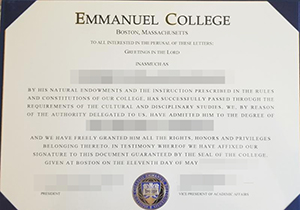 EMMANUEL COLLEGE
BOSTON, MASSACHUSETTS
TO ALL INTERESTED IN THE PERUSAL OF THESE LETTERS:
GREETINGS IN THE LORD
INASMUCH AS
BY HIS NATURAL ENDOWMENTS AND THE INSTRUCTION PRESCRIBED IN THE RULES
AND CONSTITUTIONS OF OUR COLLEGE, HAS SUCCESSFULLY PASSED THROUGH THE
REQUIREMENTS OF THE CULTURAL AND DISCIPLINARY STUDIES, WE, BY REASON
OF THE AUTHORITY DELEGATED TO US, HAVE ADMITTED HIM TO THE DEGREE OF
AND WE HAVE FREELY GRANTED HIM ALL THE RIGHTS, HONORS AND PRIVILEGES
BELONGING THERETO. IN TESTIMONY WHEREOF WE HAVE AFFIXED OUR
SIGNATURE TO THIS DOCUMENT GUARANTEED BY THE SEAL OF THE COLLEGE.
GIVEN AT BOSTON ON THE ELEVENTH DAY OF MAY
PRESIDENT
VICE-PRESIDENT OF ACADEMIC AFFAIRS